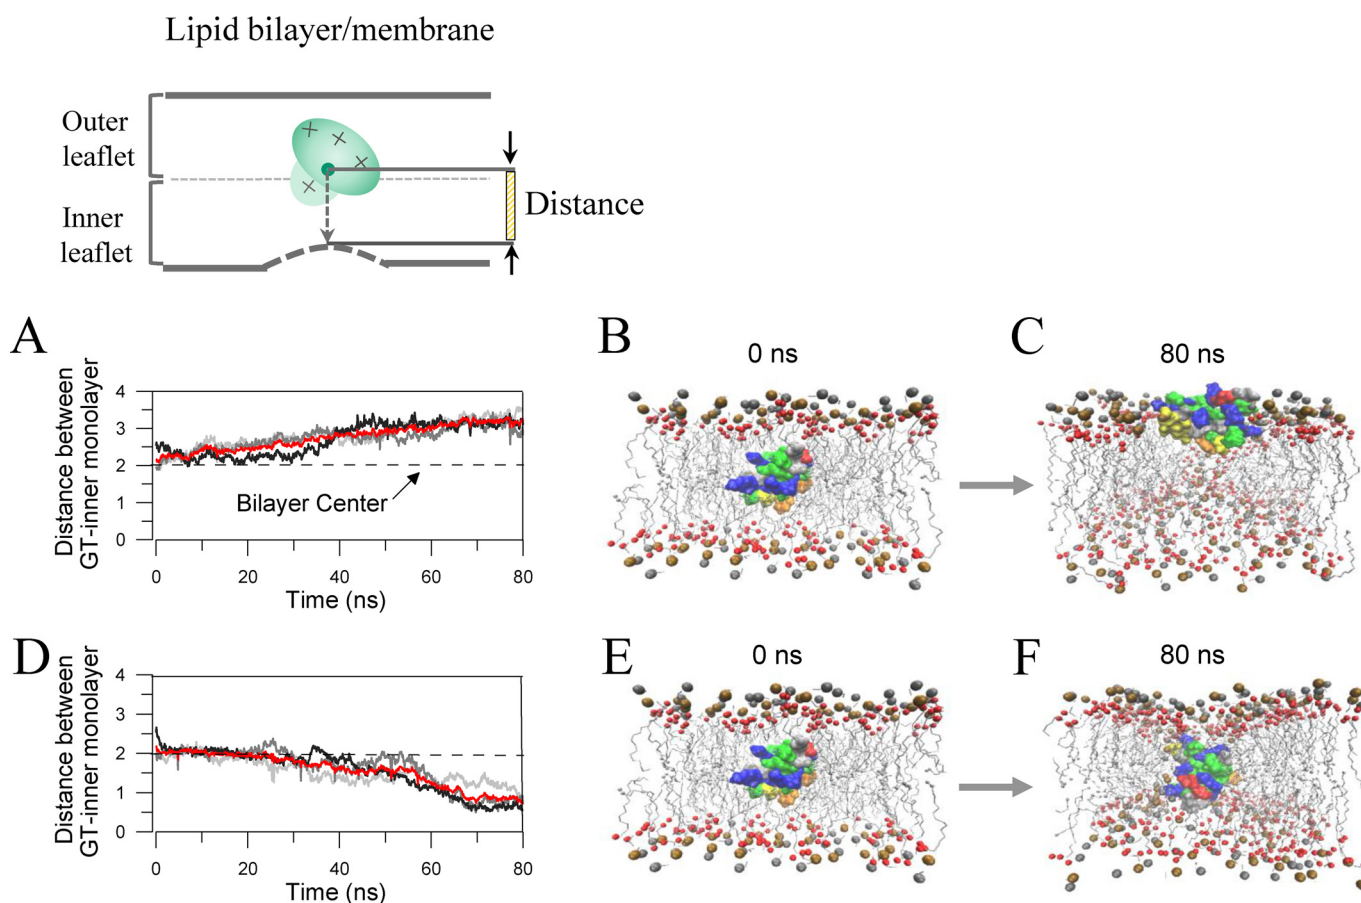 Lipid bilayer/membrane
Outer
leaflet
Inner
leaflet
Distance
A
Distance between
GT-inner monolayer
4
3
2
1
0
Bilayer Center
0
20
40
60
80
Time (ns)
B
0 ns
C
80 ns
D
Distance between
GT-inner monolayer
4
3
2
1
0
0
20
40
60
80
Time (ns)
E
0 ns
F
80 ns